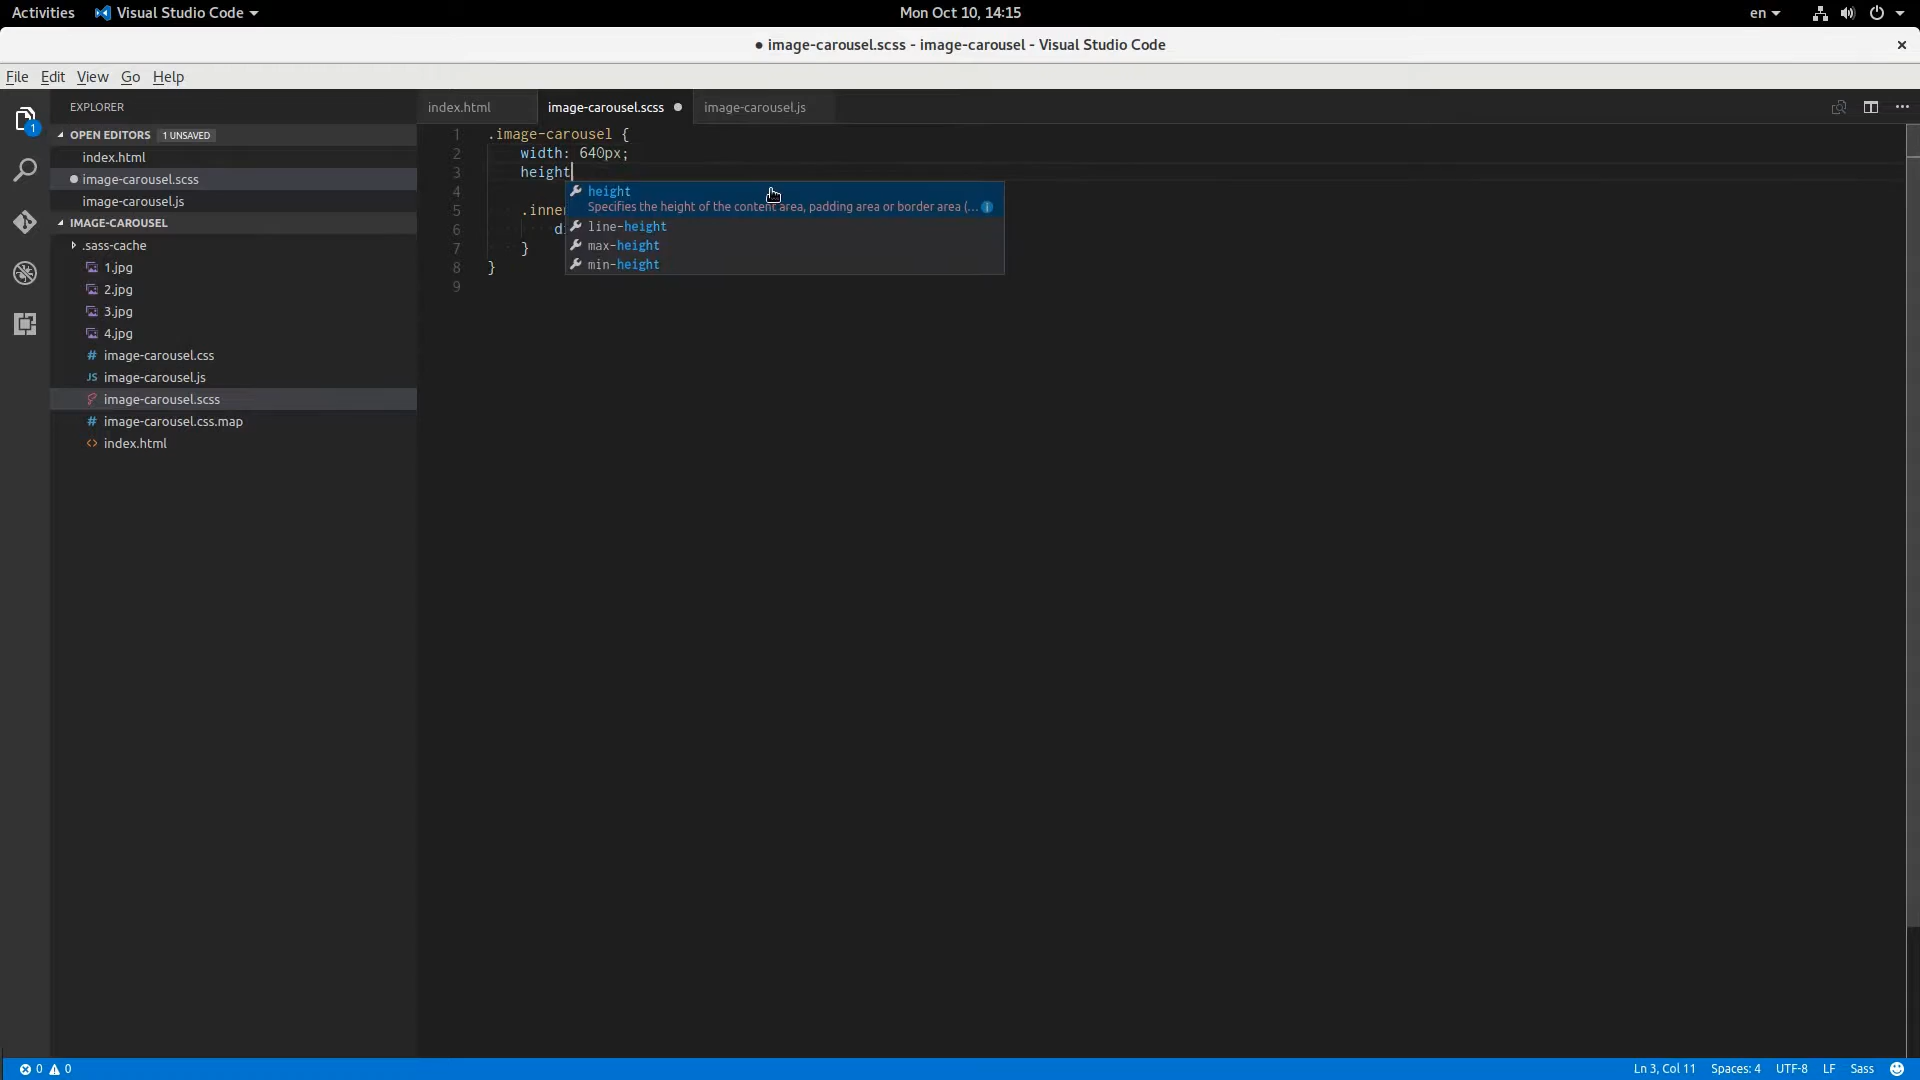 Activities Visual Studio Code Mon Oct 10, 14:15 en
● image-carousel.scss - image-carousel - Visual Studio Code
File Edit View Go Help
EXPLORER
OPEN EDITORS 1 UNSAVED
index.html
image-carousel.scss
image-carousel.js
IMAGE-CAROUSEL
.sass-cache
1.jpg
2.jpg
3.jpg
4.jpg
image-carousel.css
JS image-carousel.js
image-carousel.scss
# image-carousel.css.map
<> index.html
1
index.html image-carousel.scss image-carousel.js
1 .image-carousel {
2 width: 640px;
3 height
4
5 .inner
6 di
7 }
8 }
9
height
Specifies the height of the content area, padding area or border area (...
line-height
max-height
min-height
0 0 Ln 3, Col 11 Spaces: 4 UTF-8 LF Sass